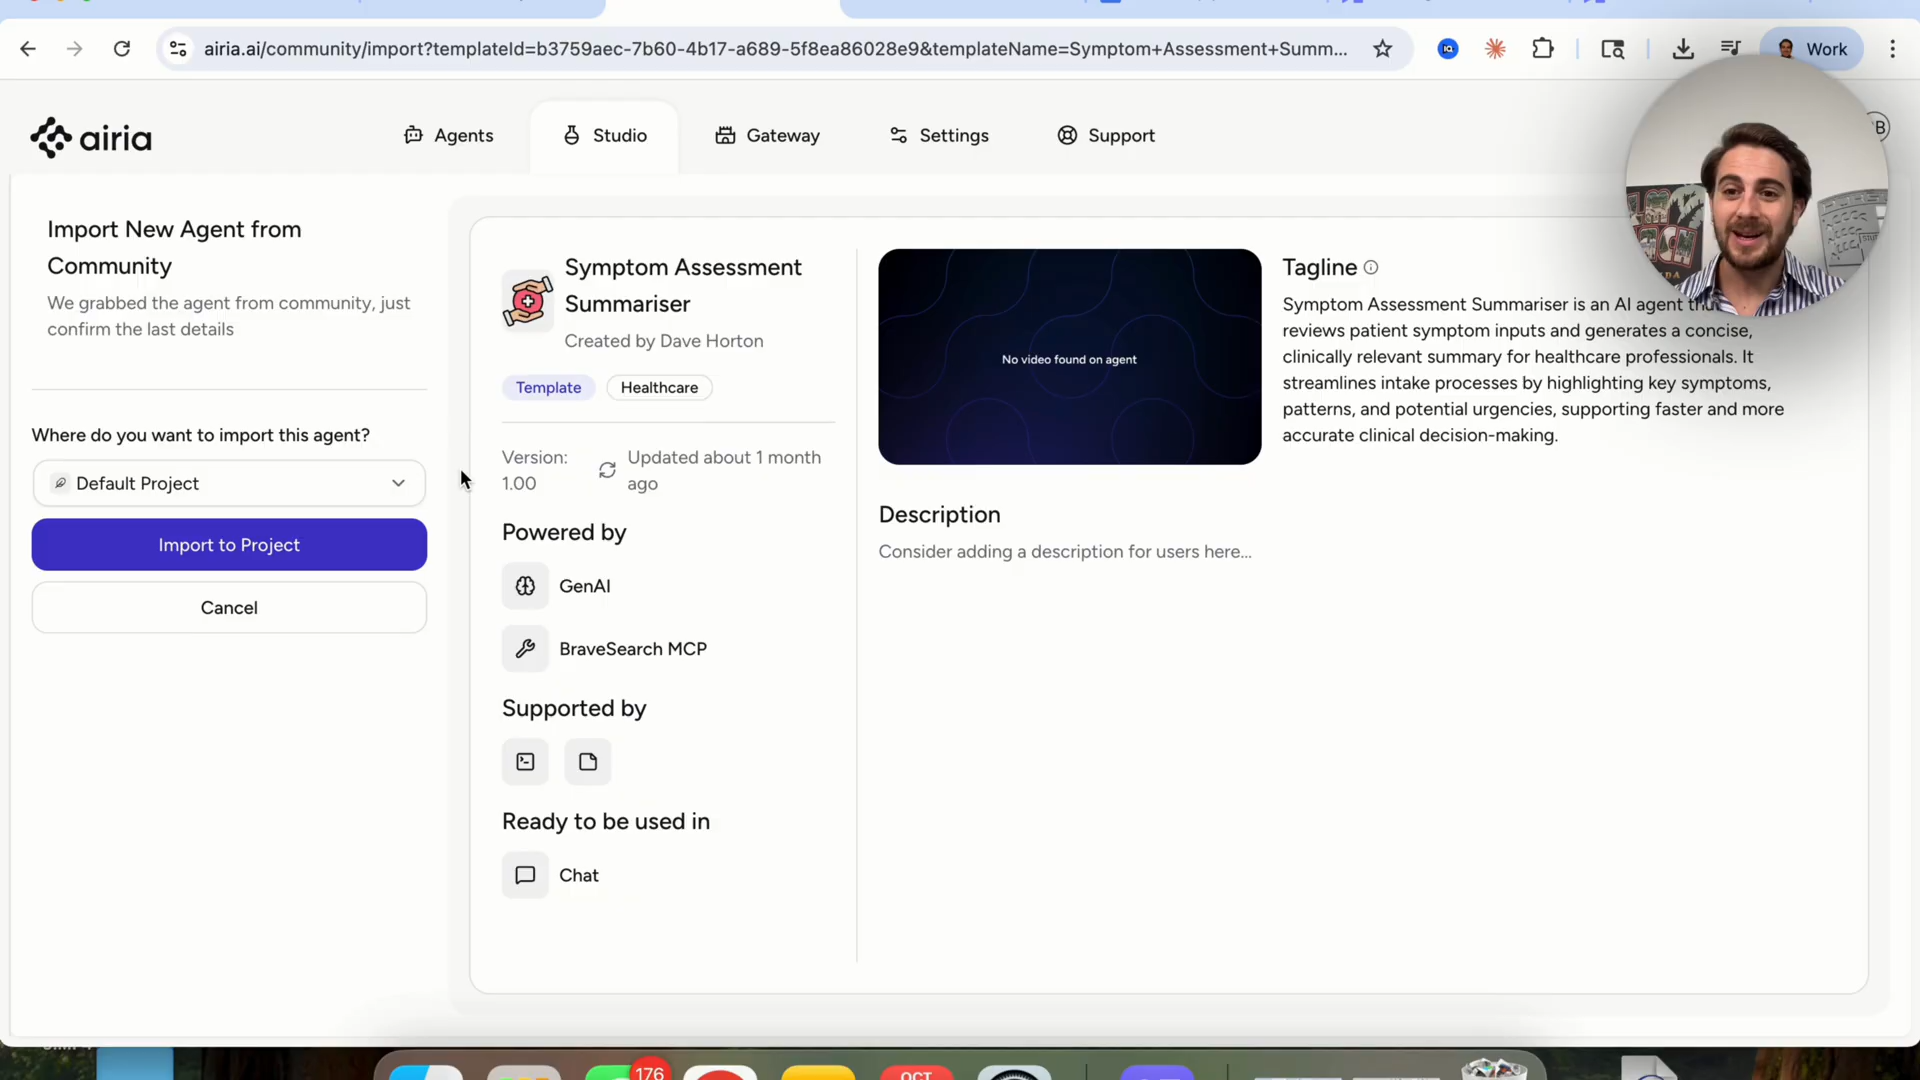 airia.ai/community/import?templateId=b3759aec-7b60-4b17-a689-5f8ea86028e9&templateName=Symptom+Assessment+Summ...
Work
airia
Agents
Studio
Gateway
Settings
Support
B
Import New Agent from
Community
We grabbed the agent from community, just
confirm the last details
Where do you want to import this agent?
Default Project
Import to Project
Cancel
Symptom Assessment
Summariser
Created by Dave Horton
Template
Healthcare
Version:
1.00
Updated about 1 month
ago
Powered by
GenAI
BraveSearch MCP
Supported by
Ready to be used in
Chat
No video found on agent
Description
Consider adding a description for users here...
Tagline
Symptom Assessment Summariser is an AI agent
reviews patient symptom inputs and generates a concise,
clinically relevant summary for healthcare professionals. It
streamlines intake processes by highlighting key symptoms,
patterns, and potential urgencies, supporting faster and more
accurate clinical decision-making.
176
OCT